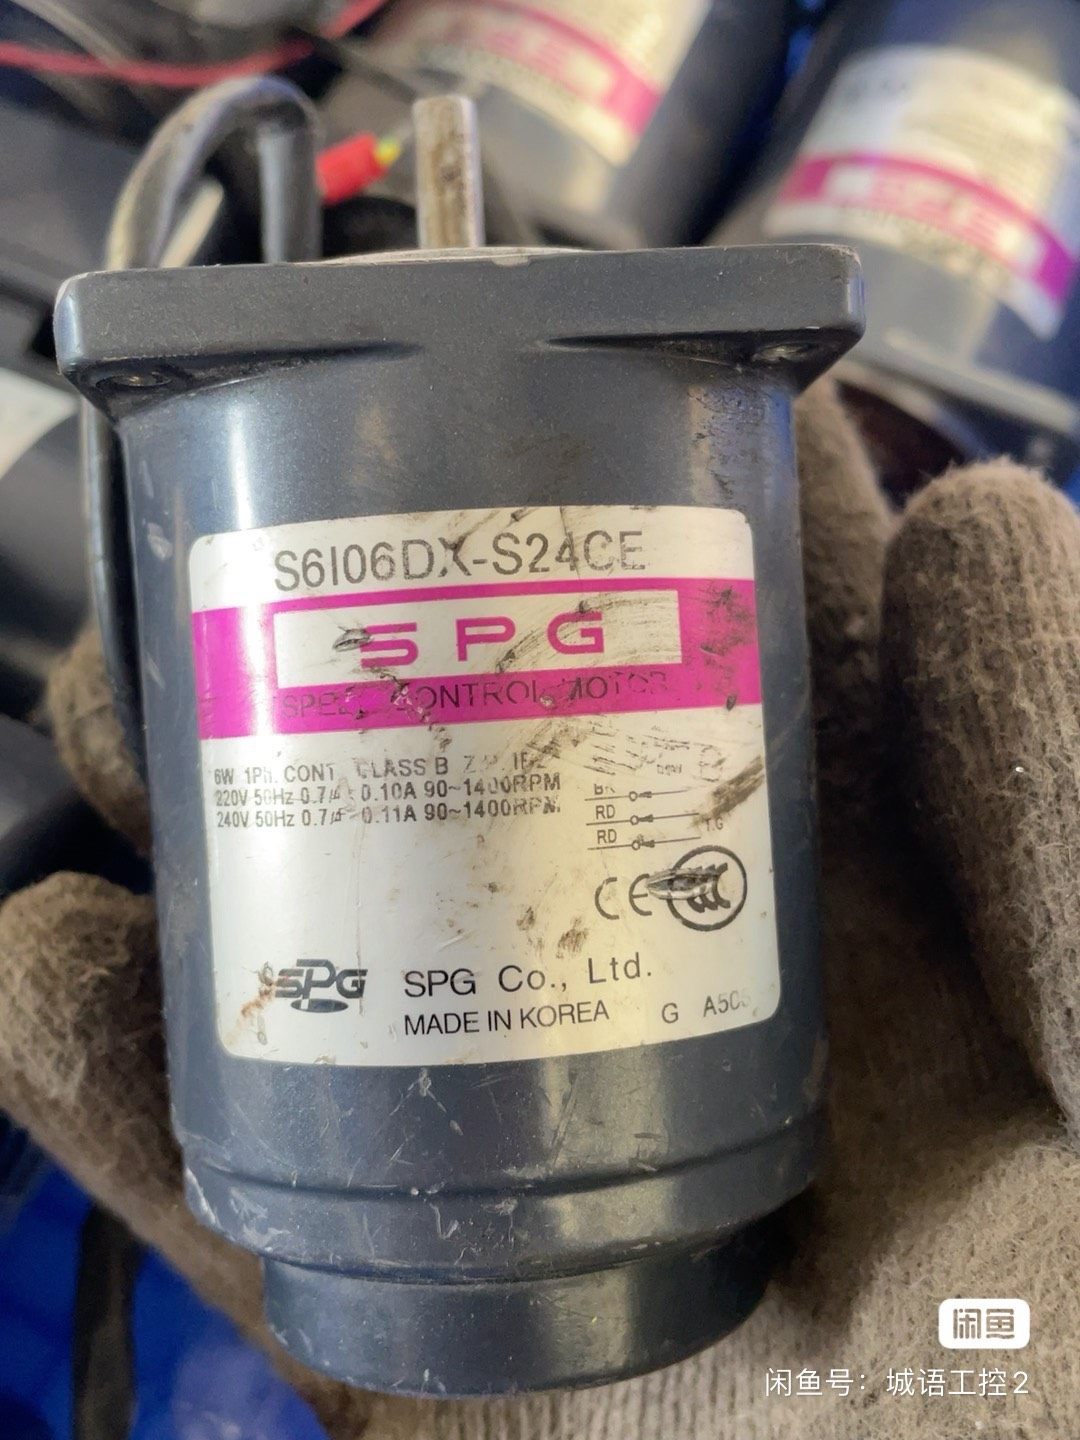 S6I06DX-S24CE
SPG
CONTROL MOTOR
6W 1Ph. CONT. CLASS B
220V 50Hz 0.10A 90~1400RPM
240V 50Hz 0.11A 90~1400RPM
RD
RD
CE
SPG SPG Co., Ltd.
MADE IN KOREA G
闲鱼
闲鱼号：城语工控2